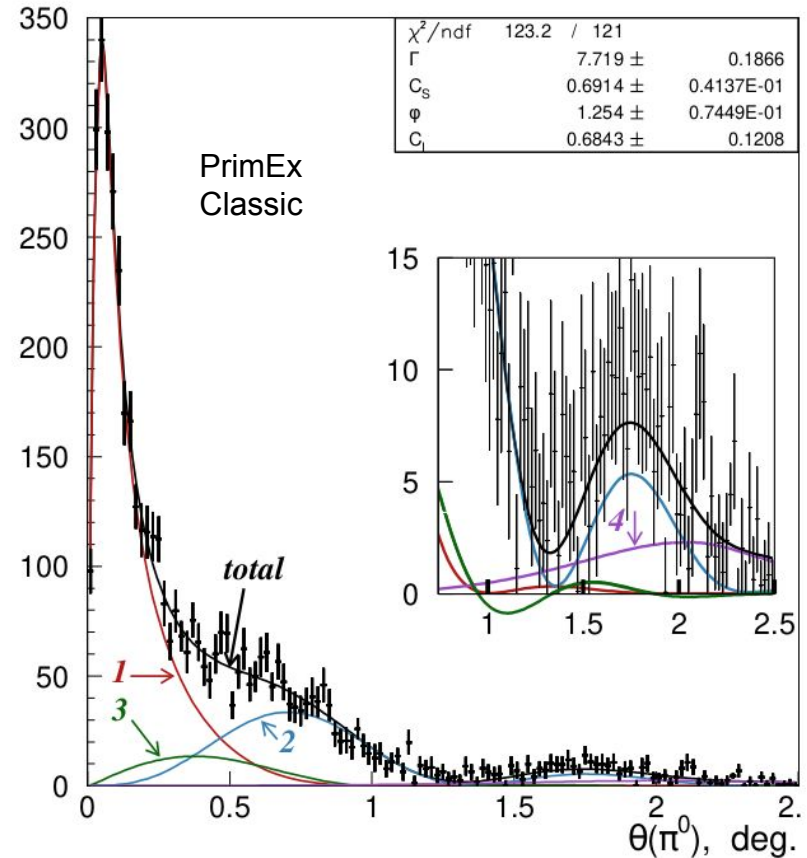 350
300
250
200
150
100
50
0
χ²/ndf 123.2 / 121
Γ 7.719 ± 0.1866
C_S 0.6914 ± 0.4137E-01
φ 1.254 ± 0.7449E-01
C_I 0.6843 ± 0.1208
PrimEx
Classic
total
1
3
2
15
10
5
0
4
1 1.5 2 2.5
0 0.5 1 1.5 2 2.
θ(π⁰), deg.